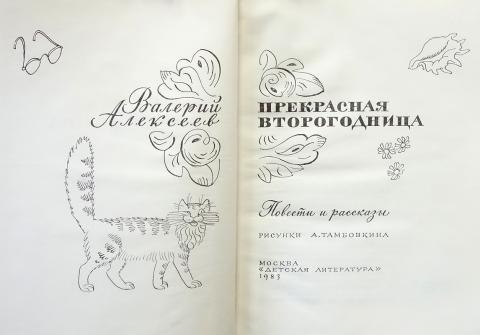 Валерий
Алексеев
ПРЕКРАСНАЯ
ВТОРОГОДНИЦА
Повести и рассказы
РИСУНКИ А.ТАМБОВКИНА
МОСКВА
«ДЕТСКАЯ ЛИТЕРАТУРА»
1983